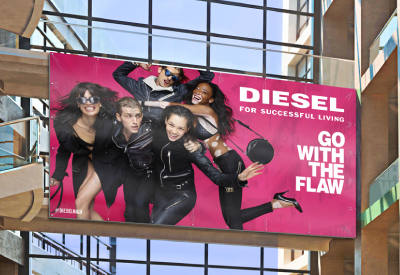 DIESEL
FOR SUCCESSFUL LIVING
GO
WITH
THE
FLAW